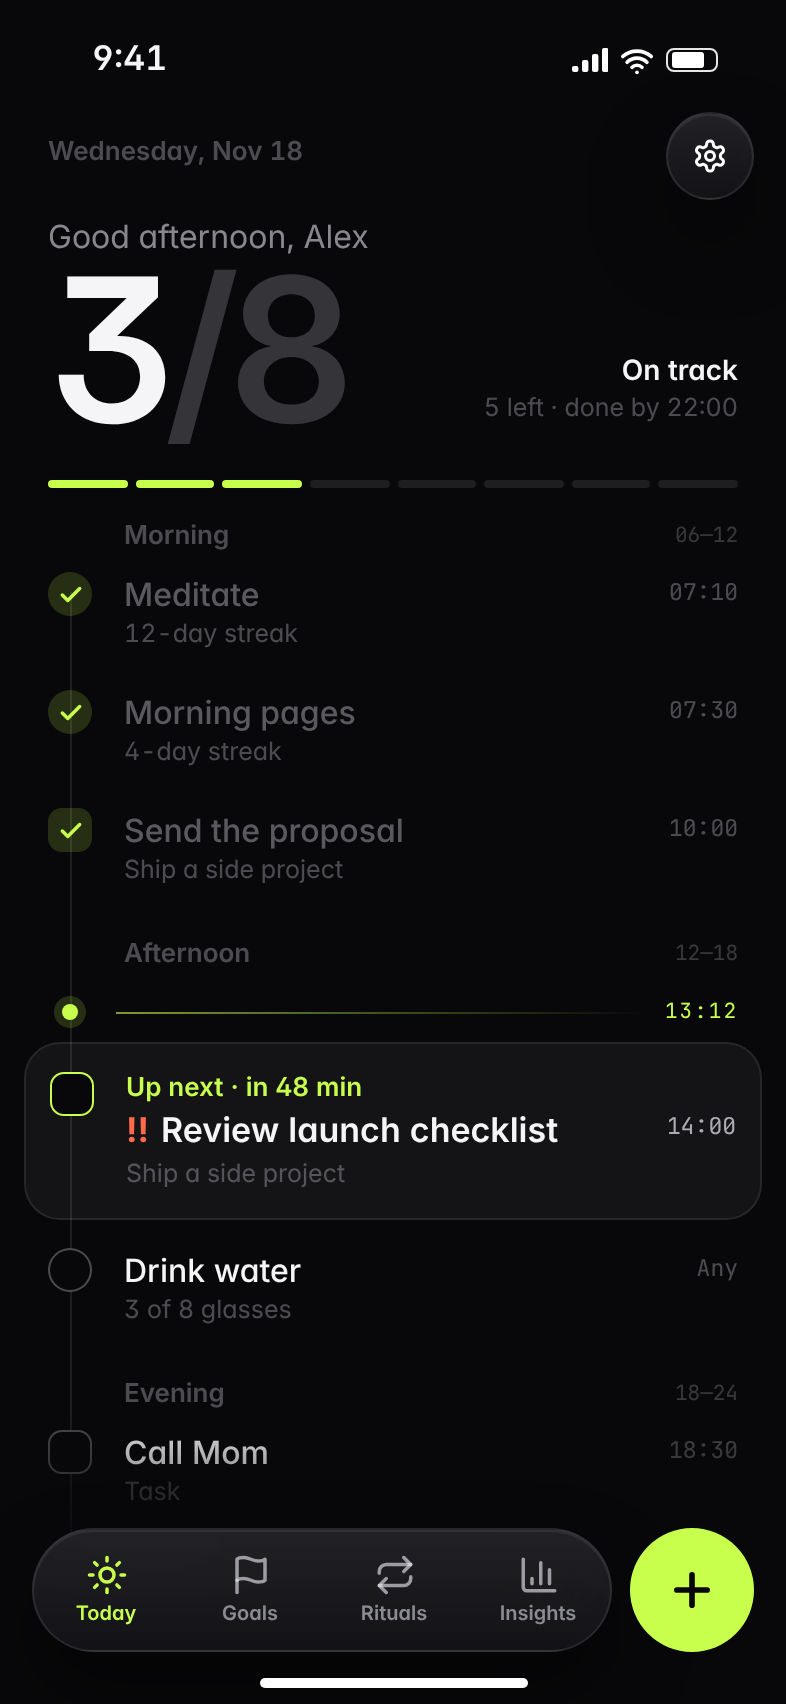 9:41
Wednesday, Nov 18
Good afternoon, Alex
3/8
On track
5 left · done by 22:00
Morning 06–12
Meditate 07:10
12-day streak
Morning pages 07:30
4-day streak
Send the proposal 10:00
Ship a side project
Afternoon 12–18
13:12
Up next · in 48 min
!! Review launch checklist 14:00
Ship a side project
Drink water Any
3 of 8 glasses
Evening 18–24
Call Mom 18:30
Task
Today Goals Rituals Insights